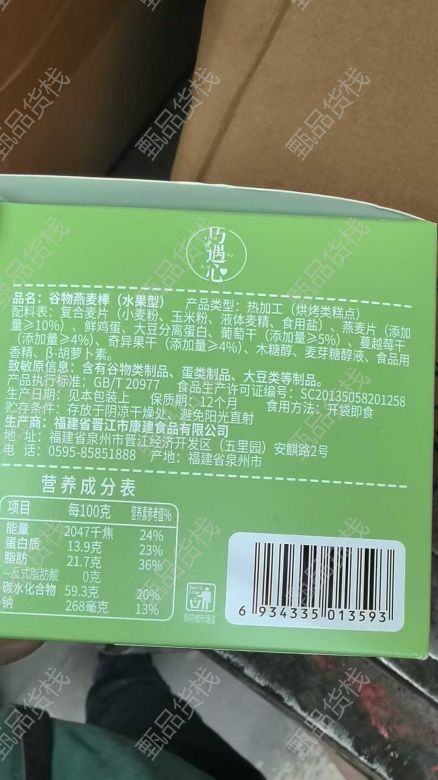 巧遇心
品名：谷物燕麦棒（水果型） 产品类型：热加工（烘烤类糕点）
配料表：复合麦片（小麦粉、玉米粉、液体麦精、食用盐）、燕麦片（添加
量≥10%）、鲜鸡蛋、大豆分离蛋白、葡萄干（添加量≥5%）、蔓越莓干
（添加量≥4%）、奇异果干（添加量≥4%）、木糖醇、麦芽糖醇液、食品用
香精、β-胡萝卜素。
致敏原信息：含有谷物类制品、蛋类制品、大豆类等制品。
产品执行标准：GB/T 20977 食品生产许可证编号：SC20135058201258
生产日期：见本包装上 保质期：12个月 食用方法：开袋即食
贮存条件：存放于阴凉干燥处、避免阳光直射
生产商：福建省晋江市康建食品有限公司
地 址：福建省泉州市晋江经济开发区（五里园）安麒路2号
电 话：0595-85851888 产地：福建省泉州市
营养成分表
项目 每100克 营养素参考值%
能量 2047千焦 24%
蛋白质 13.9克 23%
脂肪 21.7克 36%
—反式脂肪酸 0克
碳水化合物 59.3克 20%
钠 268毫克 13%
保持城市清洁
6 934335 013593
甄品货栈